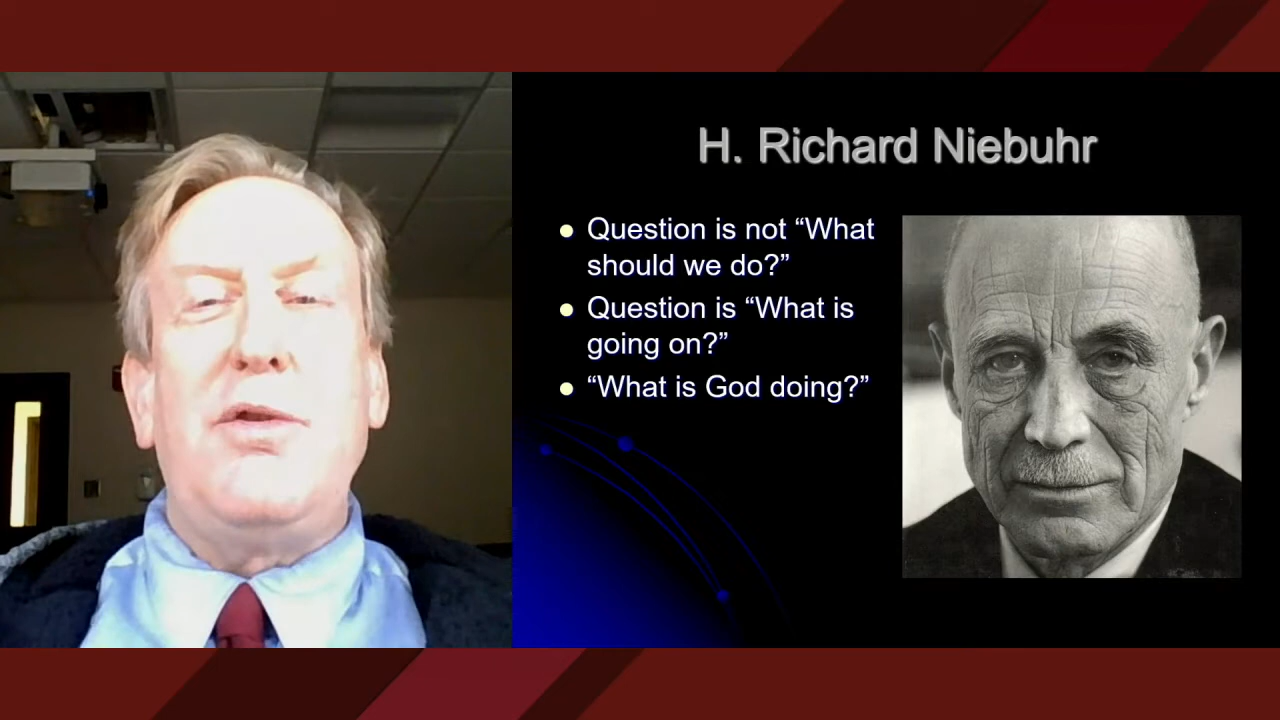 H. Richard Niebuhr
• Question is not “What
should we do?”
• Question is “What is
going on?”
• “What is God doing?”